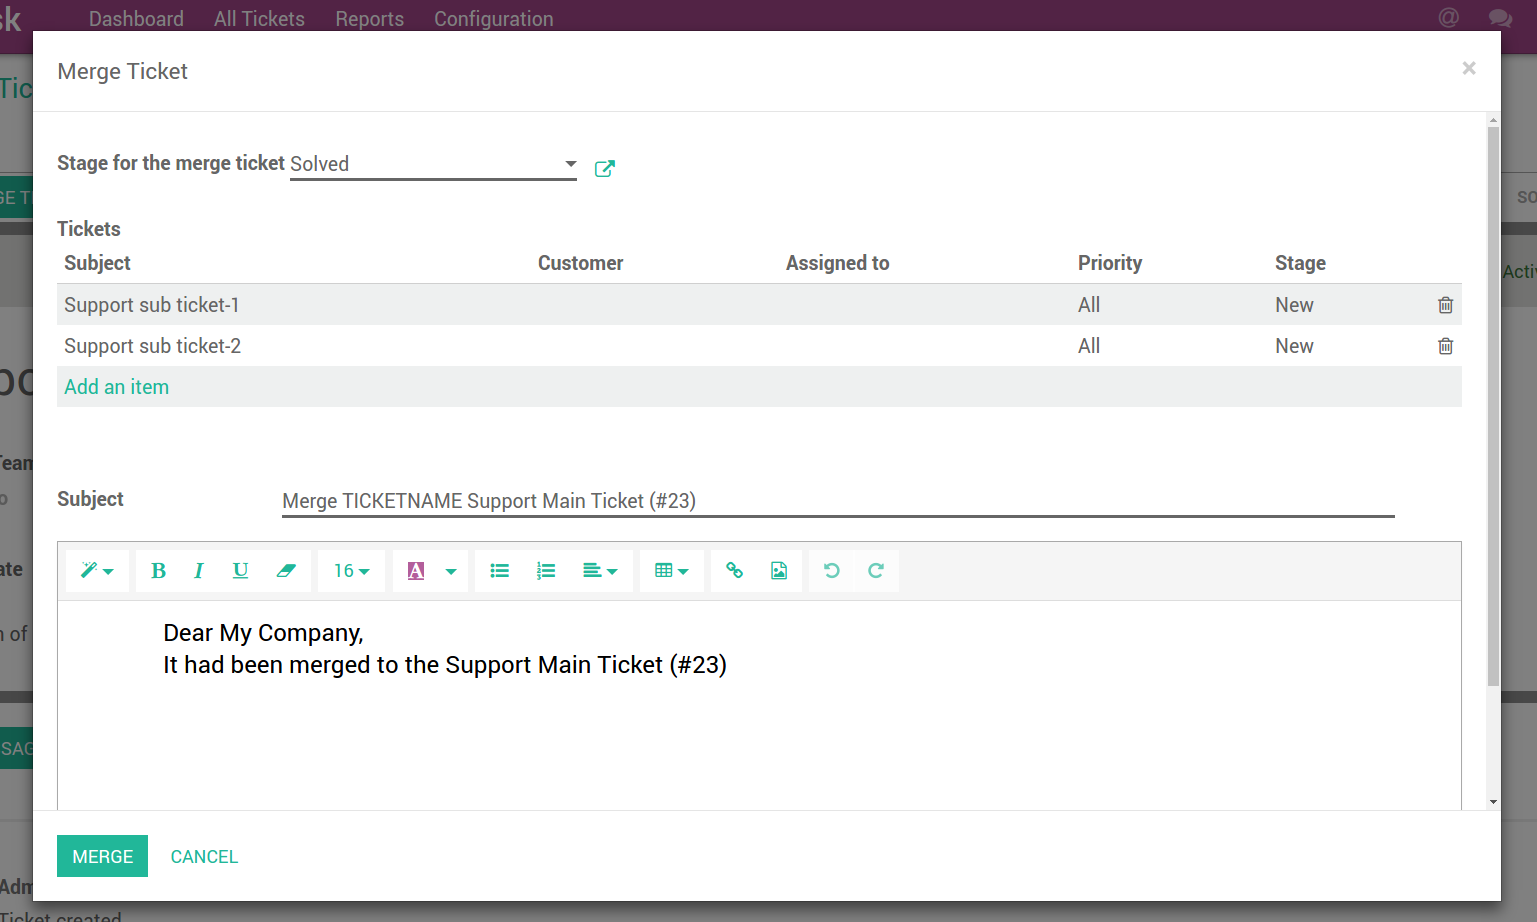 Dashboard All Tickets Reports Configuration
Merge Ticket
×
Stage for the merge ticket Solved
Tickets
Subject Customer Assigned to Priority Stage
Support sub ticket-1 All New
Support sub ticket-2 All New
Add an item
Subject Merge TICKETNAME Support Main Ticket (#23)
B I U 16 A
Dear My Company,
It had been merged to the Support Main Ticket (#23)
MERGE CANCEL
Ticket created